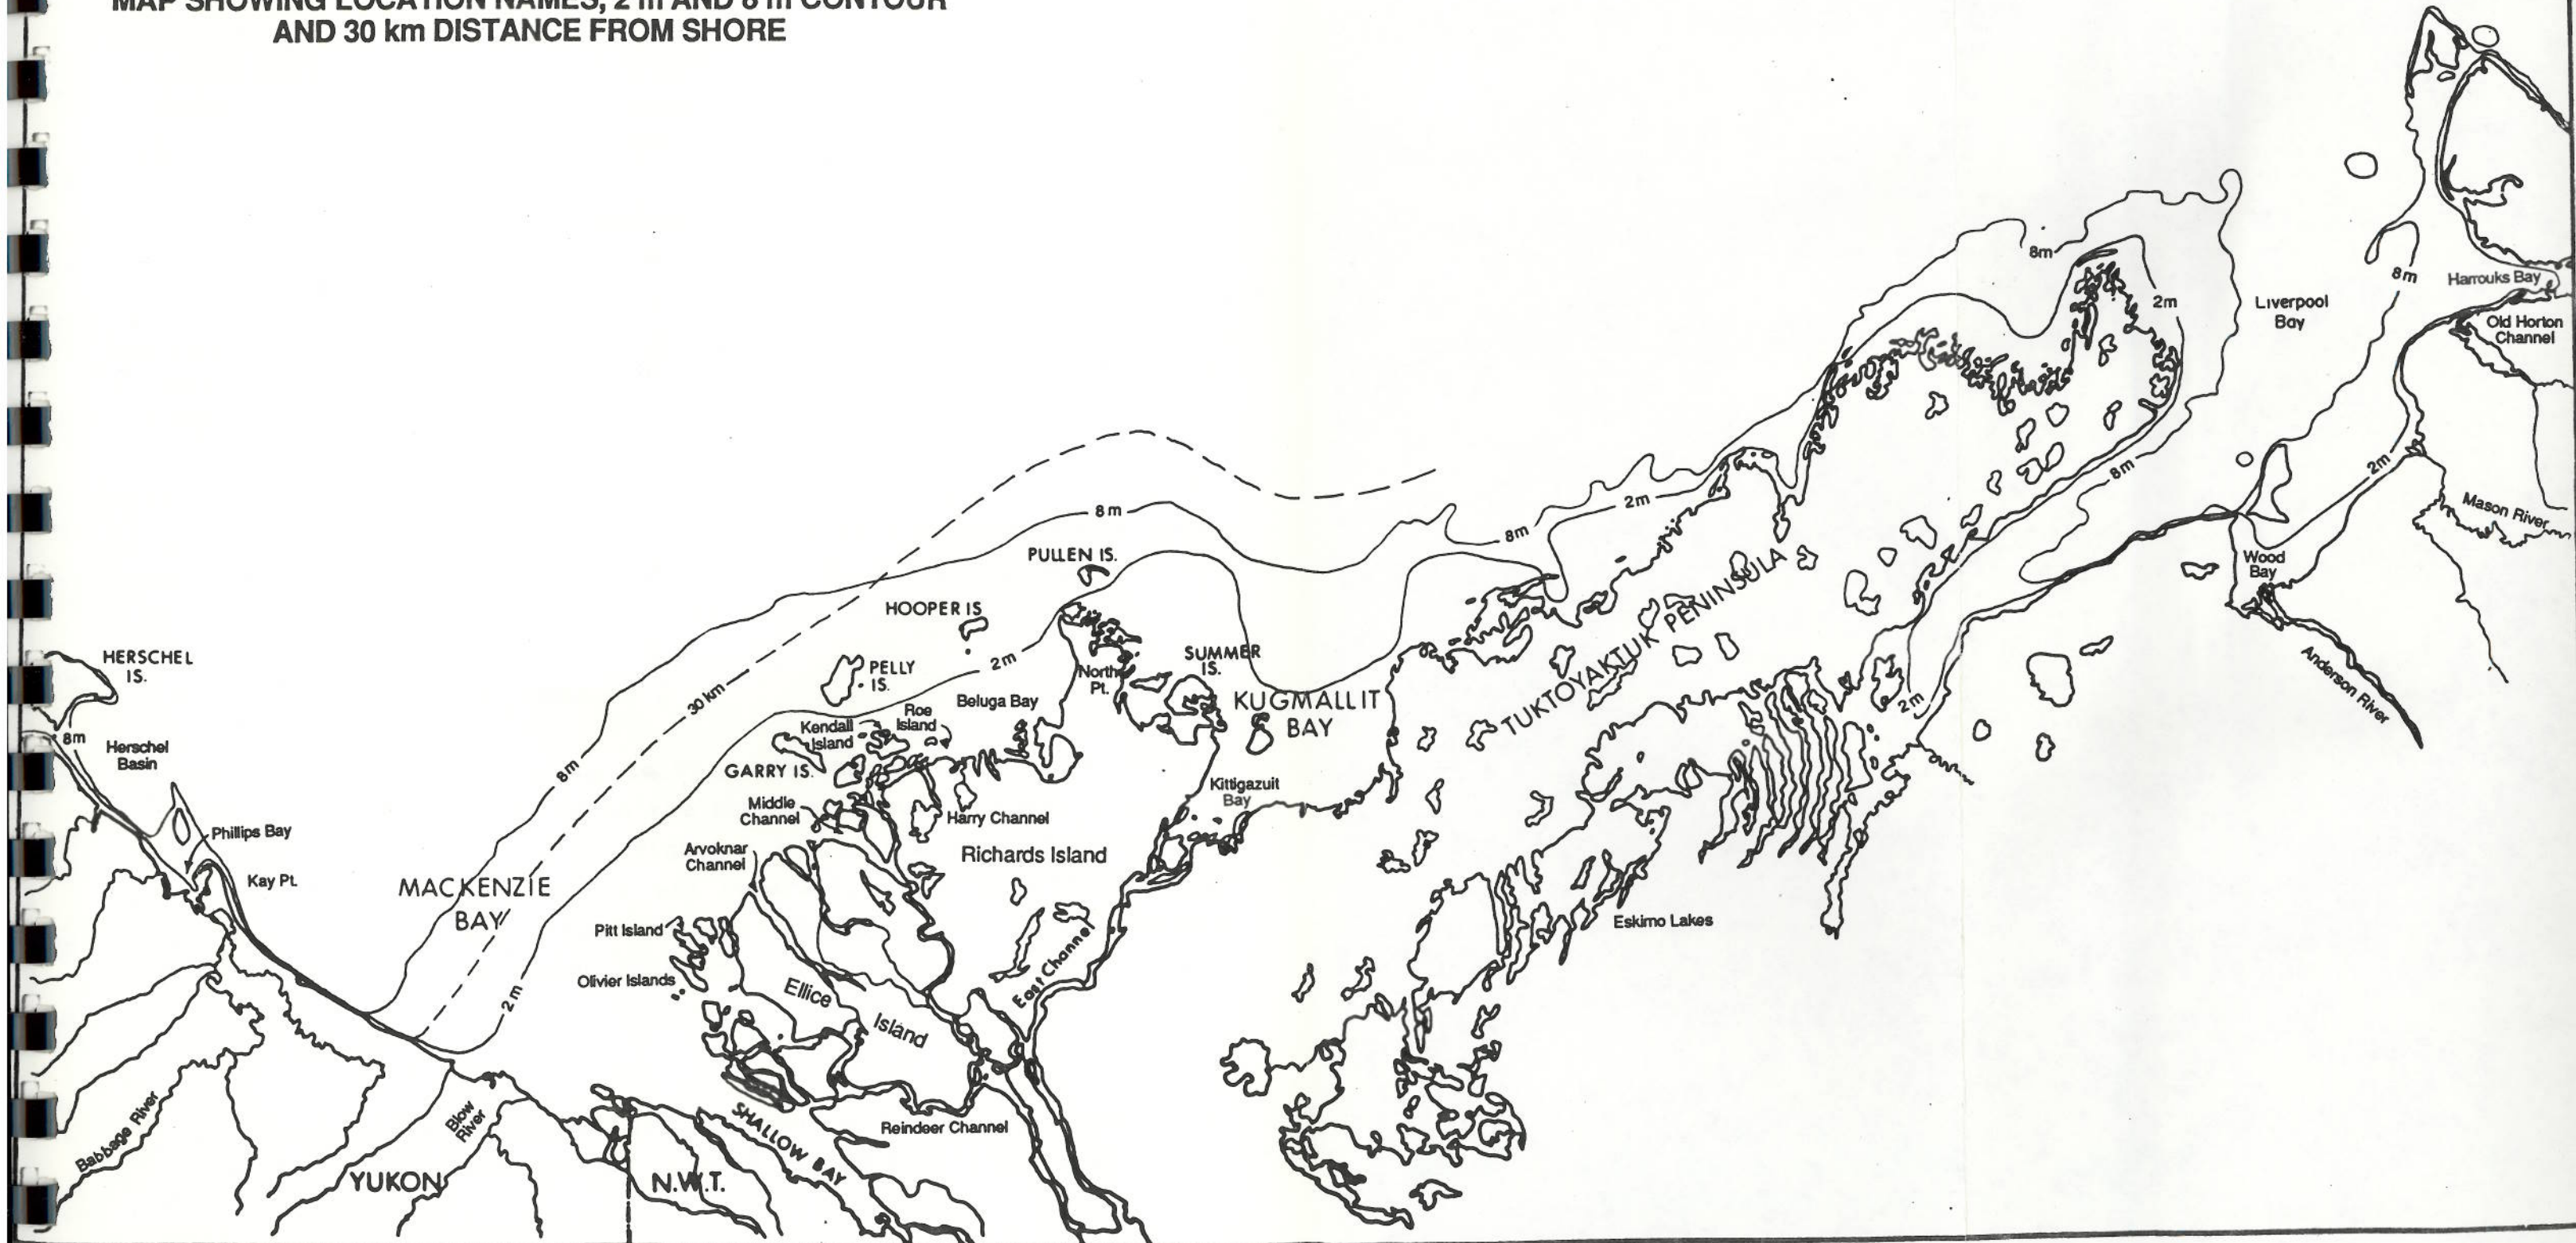 MAP SHOWING LOCATION NAMES, 2 m AND 8 m CONTOUR
AND 30 km DISTANCE FROM SHORE
HERSCHEL
IS.
8m
Herschel
Basin
Phillips Bay
Kay Pt.
MACKENZIE
BAY
8m
30 km
2 m
Babbage River
Blow
River
YUKON
N.W.T.
SHALLOW BAY
Reindeer Channel
Ellice
Island
Olivier Islands
Pitt Island
Arvoknar
Channel
Middle
Channel
GARRY IS.
Kendall
Island
Roe
Island
PELLY
IS.
HOOPER IS
PULLEN IS.
8m
2m
Beluga Bay
North
Pt.
SUMMER
IS.
KUGMALLIT
BAY
Kittigazuit
Bay
Harry Channel
Richards Island
East Channel
8m
2m
TUKTOYAKTUK PENINSULA
Eskimo Lakes
2m
8m
8m
2m
Liverpool
Bay
8m
Harrouks Bay
Old Horton
Channel
2m
Mason River
Wood
Bay
Anderson River